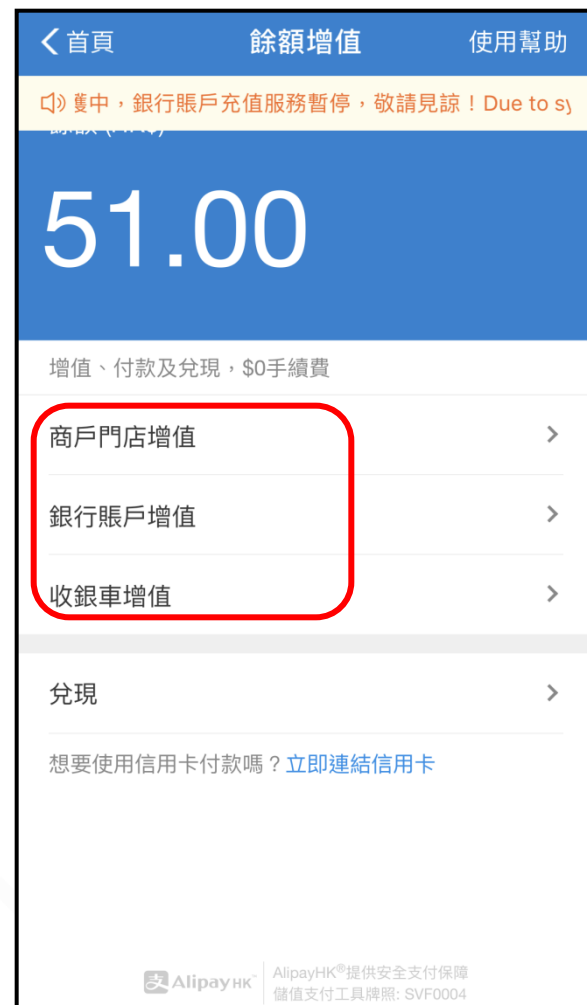 首頁 餘額增值 使用幫助
中，銀行賬戶充值服務暫停，敬請見諒！Due to sy
51.00
增值、付款及兌現，$0手續費
商戶門店增值
銀行賬戶增值
收銀車增值
兌現
想要使用信用卡付款嗎？立即連結信用卡
支 AlipayHK™
AlipayHK®提供安全支付保障
儲值支付工具牌照: SVF0004